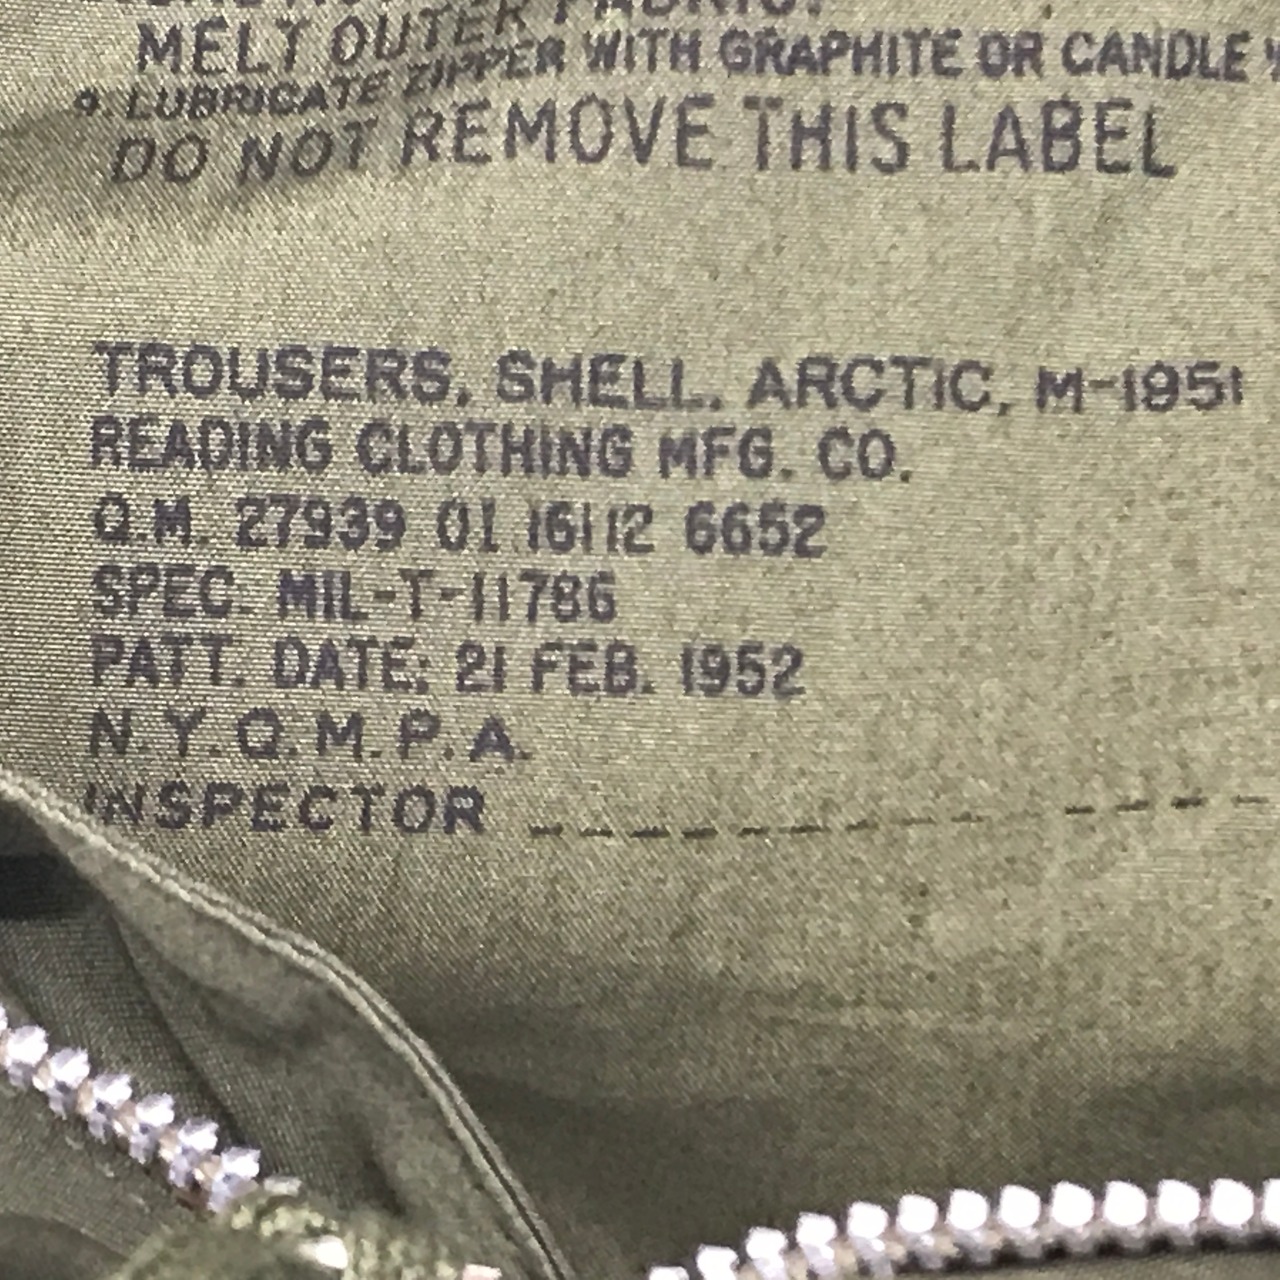 MELT OUTER FABRIC.
9. LUBRICATE ZIPPER WITH GRAPHITE OR CANDLE
DO NOT REMOVE THIS LABEL
TROUSERS, SHELL, ARCTIC, M-1951
READING CLOTHING MFG. CO.
Q.M. 27939 01 16112 6652
SPEC. MIL-T-11786
PATT. DATE: 21 FEB. 1952
N.Y.Q.M.P.A.
INSPECTOR